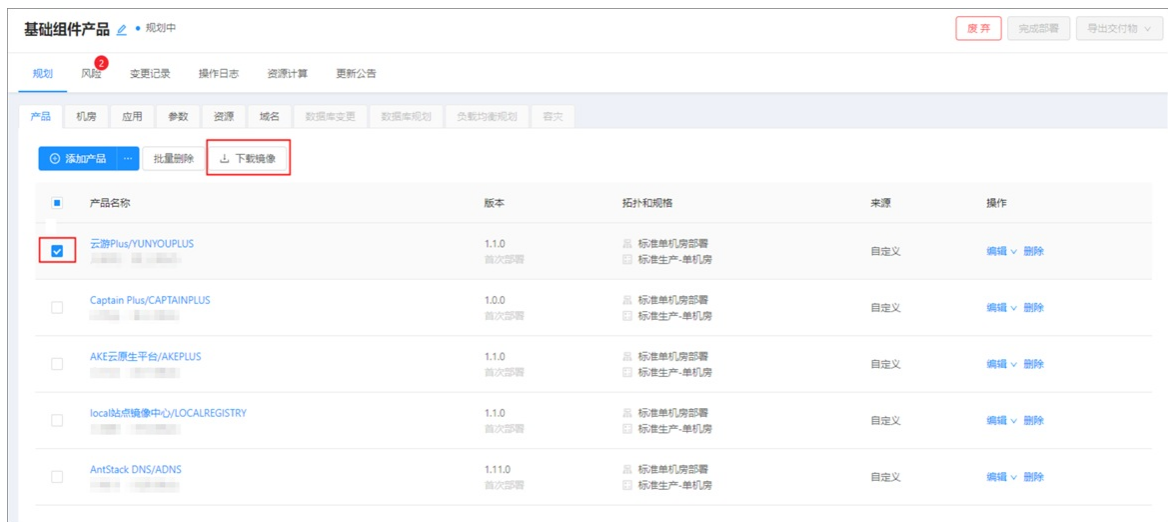 基础组件产品 • 规划中 废 弃 完成部署 导出交付物
规划 风险 2 变更记录 操作日志 资源计算 更新公告
产品 机房 应用 参数 资源 域名 数据库变更 数据库规划 负载均衡规划 容灾
添加产品 ··· 批量删除 下载镜像
产品名称 版本 拓扑和规格 来源 操作
云游Plus/YUNYOUPLUS 1.1.0 标准单机房部署 自定义 编辑 删除
首次部署 标准生产-单机房
Captain Plus/CAPTAINPLUS 1.0.0 标准单机房部署 自定义 编辑 删除
首次部署 标准生产-单机房
AKE云原生平台/AKEPLUS 1.1.0 标准单机房部署 自定义 编辑 删除
首次部署 标准生产-单机房
local站点镜像中心/LOCALREGISTRY 1.1.0 标准单机房部署 自定义 编辑 删除
首次部署 标准生产-单机房
AntStack DNS/ADNS 1.11.0 标准单机房部署 自定义 编辑 删除
首次部署 标准生产-单机房